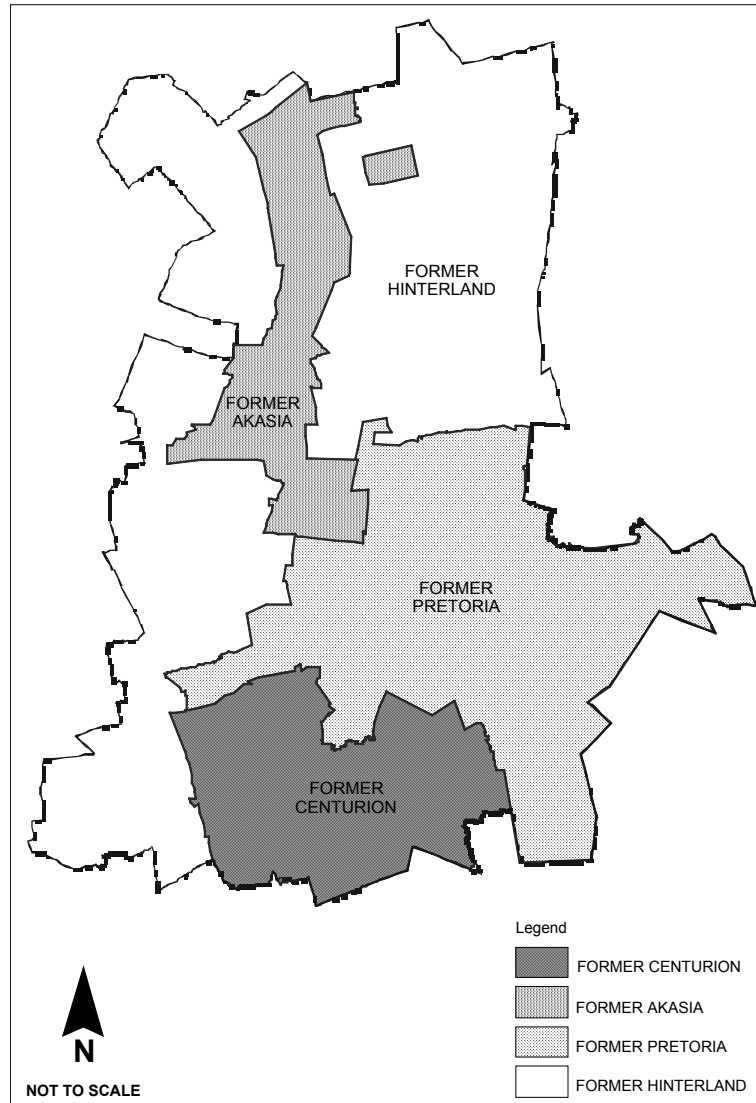 FORMER
HINTERLAND
FORMER
AKASIA
FORMER
PRETORIA
FORMER
CENTURION
Legend
FORMER CENTURION
FORMER AKASIA
FORMER PRETORIA
FORMER HINTERLAND
N
NOT TO SCALE